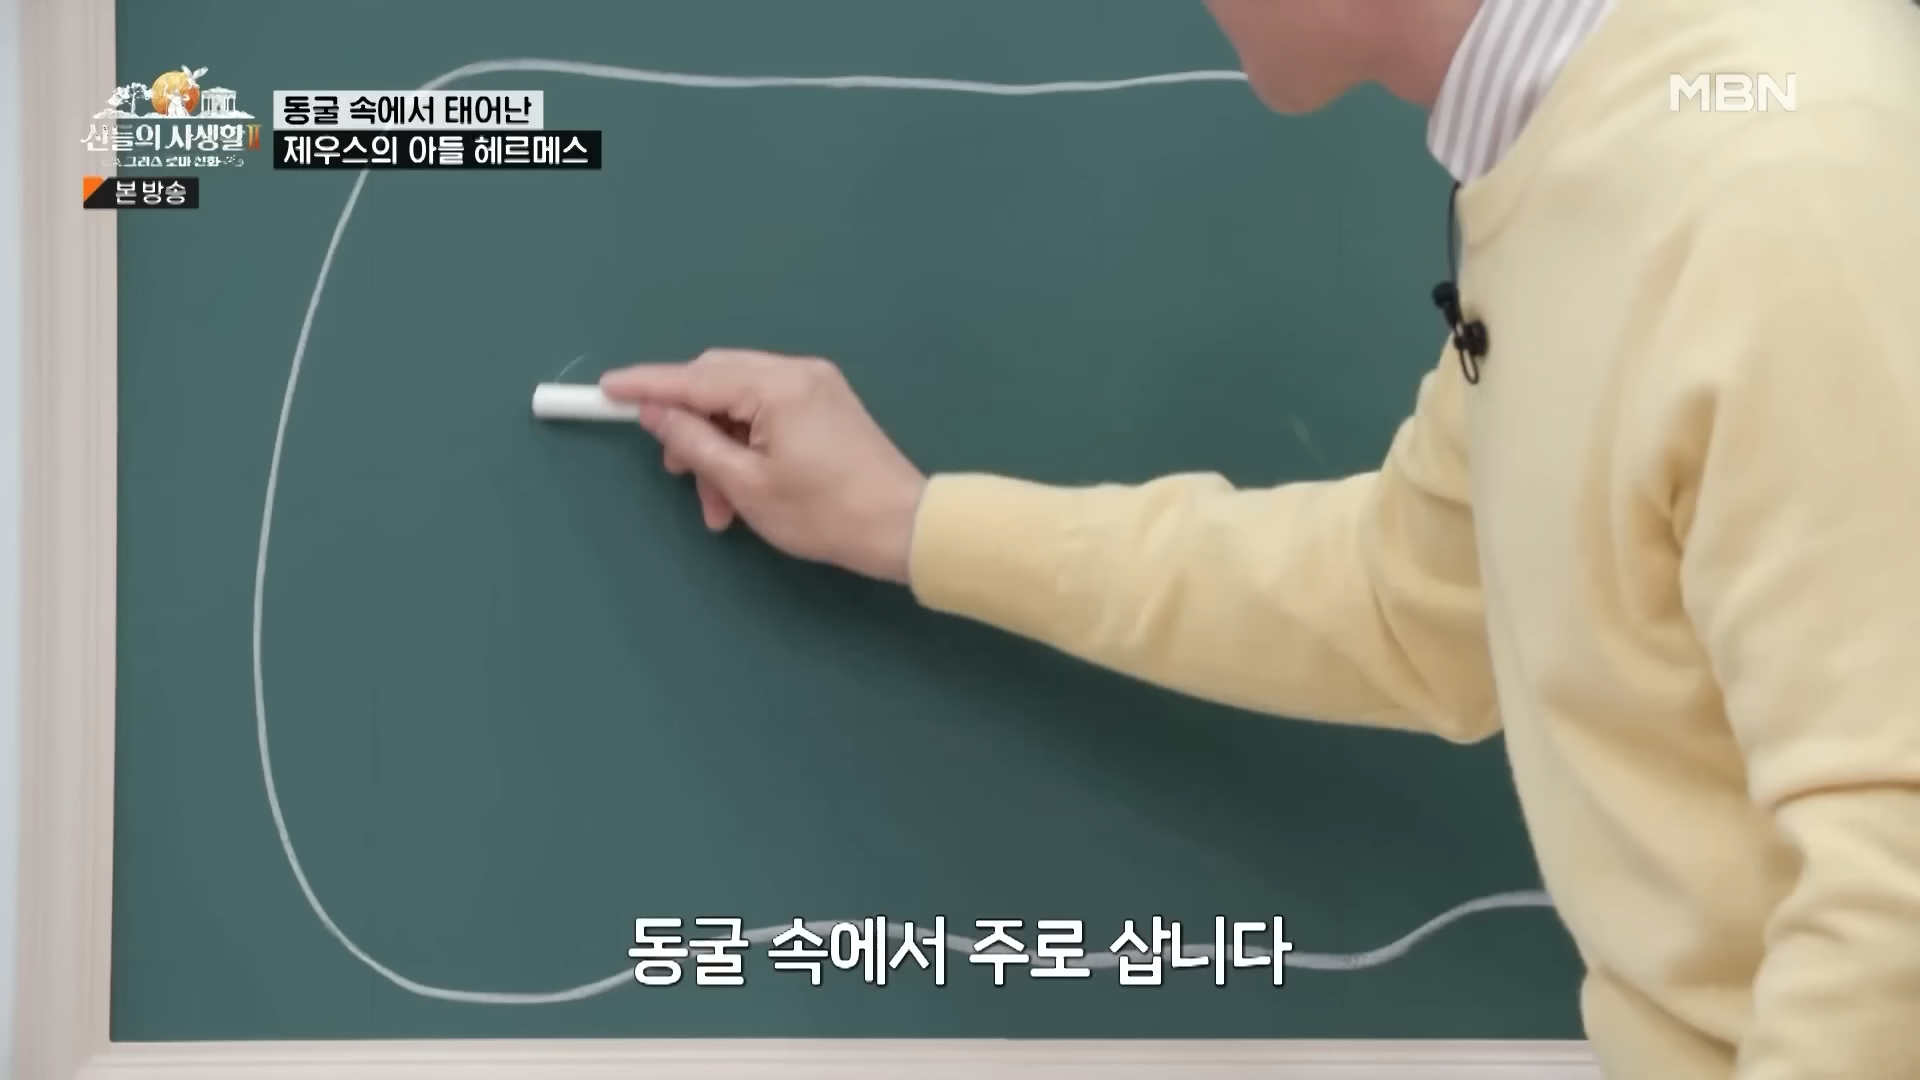 신들의 사생활 II
그리스 로마 신화
본 방송
동굴 속에서 태어난
제우스의 아들 헤르메스
MBN
동굴 속에서 주로 삽니다